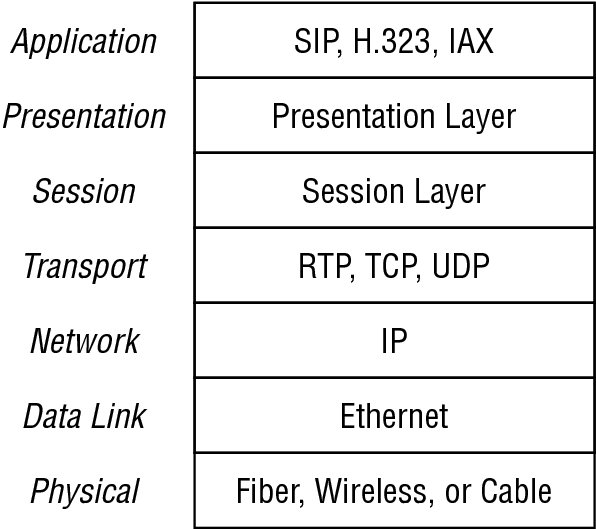 Application SIP, H.323, IAX
Presentation Presentation Layer
Session Session Layer
Transport RTP, TCP, UDP
Network IP
Data Link Ethernet
Physical Fiber, Wireless, or Cable